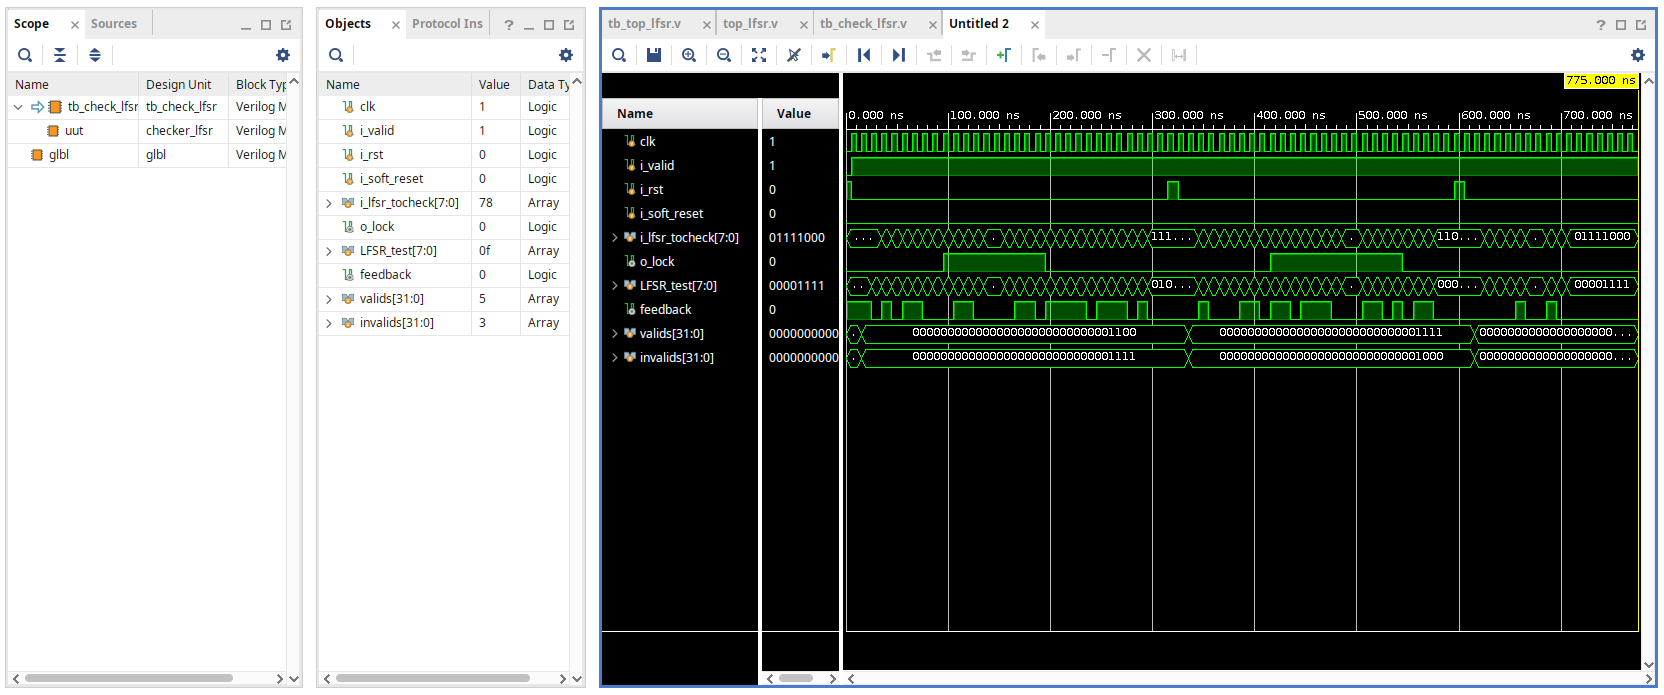 Scope
Sources
Name
Design Unit
Block Typ
tb_check_lfsr
tb_check_lfsr
Verilog M
uut
checker_lfsr
Verilog M
glbl
glbl
Verilog M
Objects
Protocol Ins
?
Name
Value
Data Ty
clk
1
Logic
i_valid
1
Logic
i_rst
0
Logic
i_soft_reset
0
Logic
i_lfsr_tocheck[7:0]
78
Array
o_lock
0
Logic
LFSR_test[7:0]
0f
Array
feedback
0
Logic
valids[31:0]
5
Array
invalids[31:0]
3
Array
tb_top_lfsr.v
top_lfsr.v
tb_check_lfsr.v
Untitled 2
?
775.000 ns
Name
Value
0.000 ns
100.000 ns
200.000 ns
300.000 ns
400.000 ns
500.000 ns
600.000 ns
700.000 ns
clk
1
i_valid
1
i_rst
0
i_soft_reset
0
i_lfsr_tocheck[7:0]
01111000
...
.
111...
.
110...
.
01111000
o_lock
0
LFSR_test[7:0]
00001111
..
.
010...
.
000...
.
00001111
feedback
0
valids[31:0]
0000000000
.
00000000000000000000000000001100
00000000000000000000000000001111
00000000000000000...
invalids[31:0]
0000000000
.
00000000000000000000000000001111
00000000000000000000000000001000
00000000000000000...